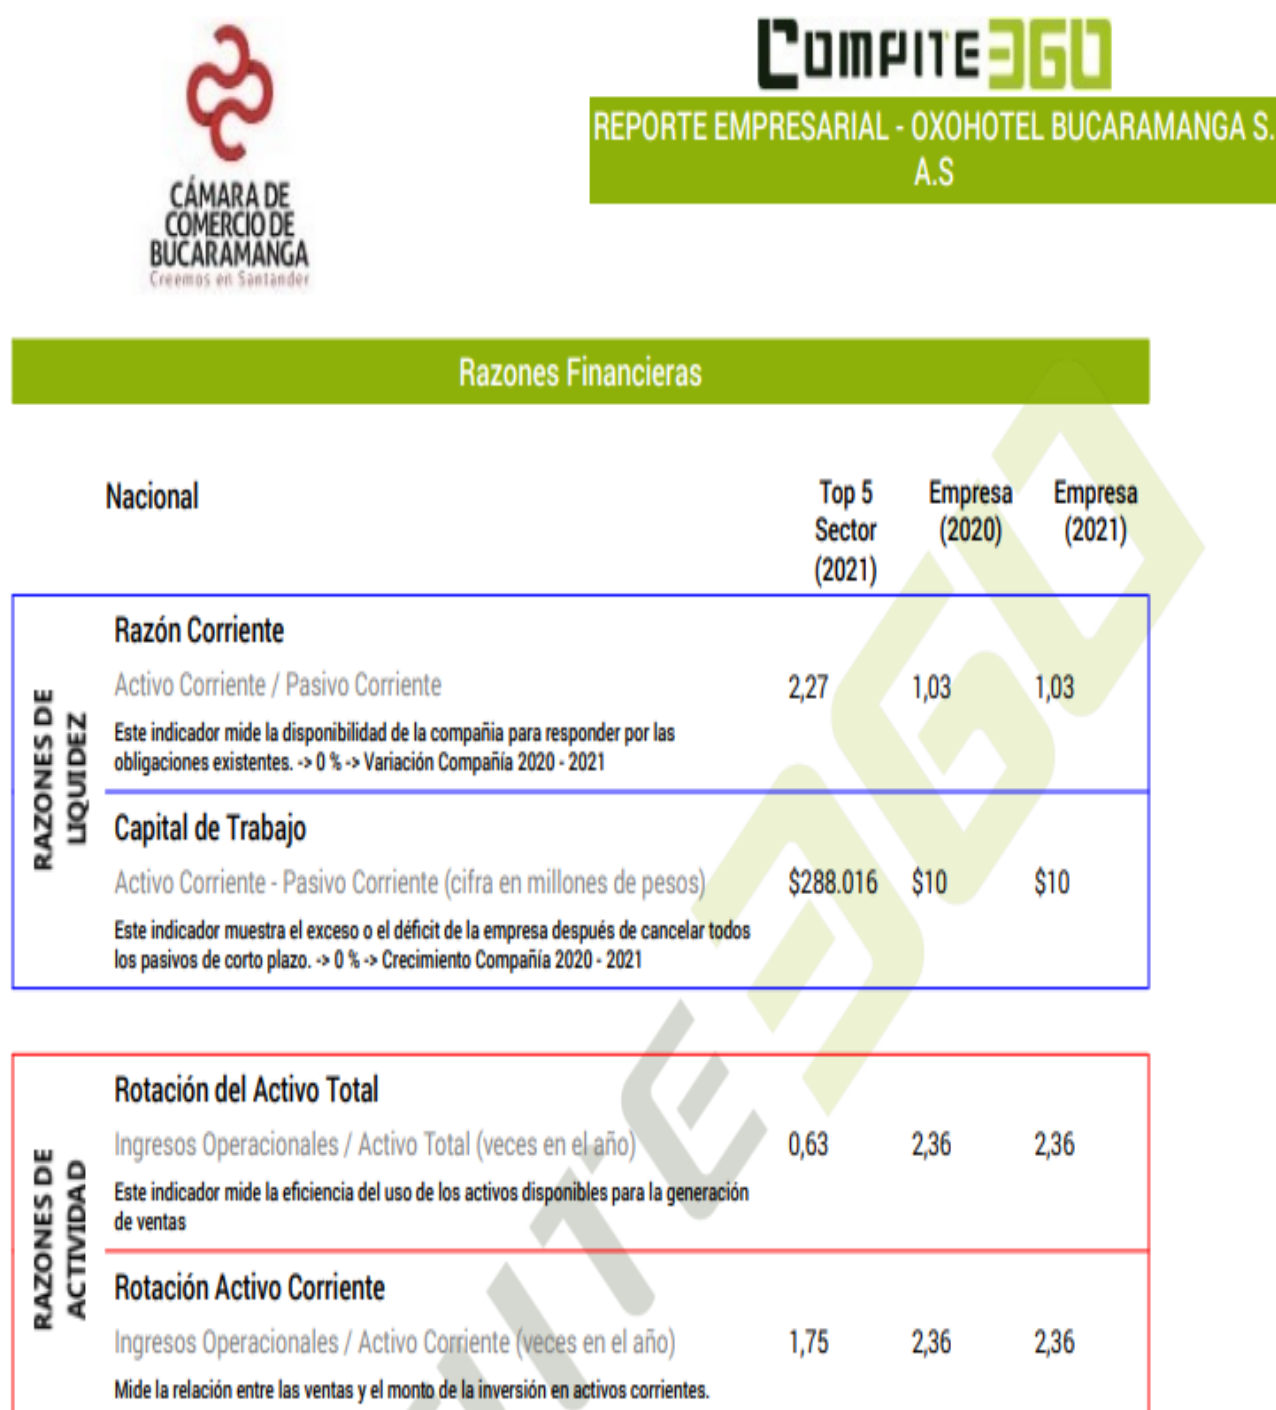 CÁMARA DE
COMERCIO DE
BUCARAMANGA
Creemos en Santander
COMPITE360
REPORTE EMPRESARIAL - OXOHOTEL BUCARAMANGA S.
A.S
Razones Financieras
Nacional
Top 5
Sector
(2021)
Empresa
(2020)
Empresa
(2021)
RAZONES DE
LIQUIDEZ
Razón Corriente
Activo Corriente / Pasivo Corriente 2,27 1,03 1,03
Este indicador mide la disponibilidad de la compañia para responder por las
obligaciones existentes. -> 0 % -> Variación Compañía 2020 - 2021
Capital de Trabajo
Activo Corriente - Pasivo Corriente (cifra en millones de pesos) $288.016 $10 $10
Este indicador muestra el exceso o el déficit de la empresa después de cancelar todos
los pasivos de corto plazo. -> 0 % -> Crecimiento Compañía 2020 - 2021
RAZONES DE
ACTIVIDAD
Rotación del Activo Total
Ingresos Operacionales / Activo Total (veces en el año) 0,63 2,36 2,36
Este indicador mide la eficiencia del uso de los activos disponibles para la generación
de ventas
Rotación Activo Corriente
Ingresos Operacionales / Activo Corriente (veces en el año) 1,75 2,36 2,36
Mide la relación entre las ventas y el monto de la inversión en activos corrientes.
ITE360